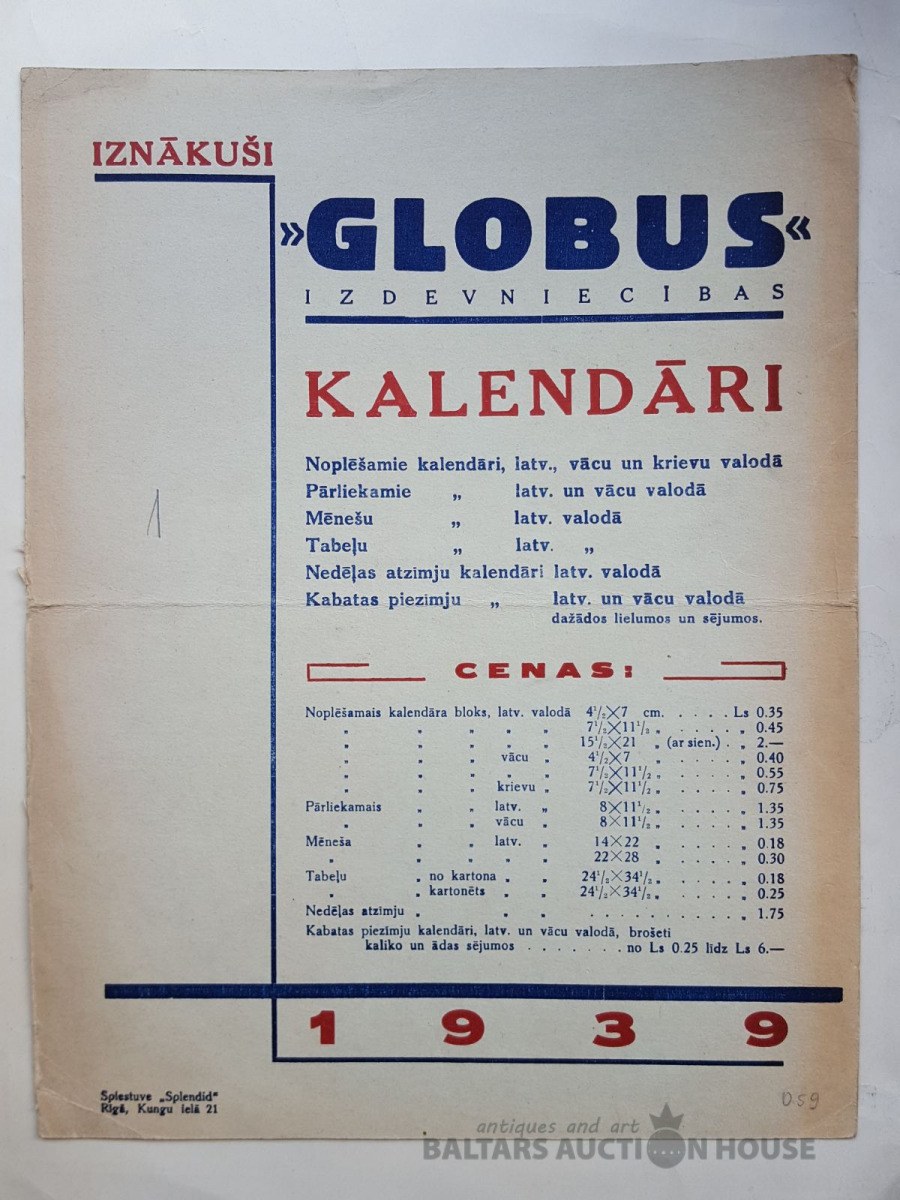 IZNĀKUŠI
»GLOBUS«
IZDEVNIECĪBAS
KALENDĀRI
Noplēšamie kalendāri, latv., vācu un krievu valodā
Pārliekamie „ latv. un vācu valodā
Mēnešu „ latv. valodā
Tabeļu „ latv. „
Nedēļas atzīmju kalendāri latv. valodā
Kabatas piezīmju „ latv. un vācu valodā
dažādos lielumos un sējumos.
1
CENAS:
Noplēšamais kalendāra bloks, latv. valodā 4¹/₂×7 cm. . . . . Ls 0.35
„ „ „ „ „ 7¹/₂×11¹/₂ „ . . . . „ 0.45
„ „ „ „ „ 15¹/₂×21 „ (ar sien.) . „ 2.—
„ „ „ vācu „ 4¹/₂×7 „ . . . . . „ 0.40
„ „ „ „ „ 7¹/₂×11¹/₂ „ . . . . . „ 0.55
„ „ „ krievu „ 7¹/₂×11¹/₂ „ . . . . . „ 0.75
Pārliekamais „ „ latv. „ 8×11¹/₂ „ . . . . . „ 1.35
„ „ „ vācu „ 8×11¹/₂ „ . . . . . „ 1.35
Mēneša „ „ latv. „ 14×22 „ . . . . . „ 0.18
„ „ „ „ „ 22×28 „ . . . . . „ 0.30
Tabeļu „ no kartona „ „ 24¹/₂×34¹/₂ „ . . . . . „ 0.18
„ „ kartonēts „ „ 24¹/₂×34¹/₂ „ . . . . . „ 0.25
Nedēļas atzīmju „ „ „ . . . . . . . . . . . „ 1.75
Kabatas piezīmju kalendāri, latv. un vācu valodā, brošeti
kaliko un ādas sējumos . . . . . . . no Ls 0.25 līdz Ls 6.—
1939
Spiestuve „Splendid"
Rīgā, Kungu ielā 21
0.59
antiques and art
BALTARS AUCTION HOUSE